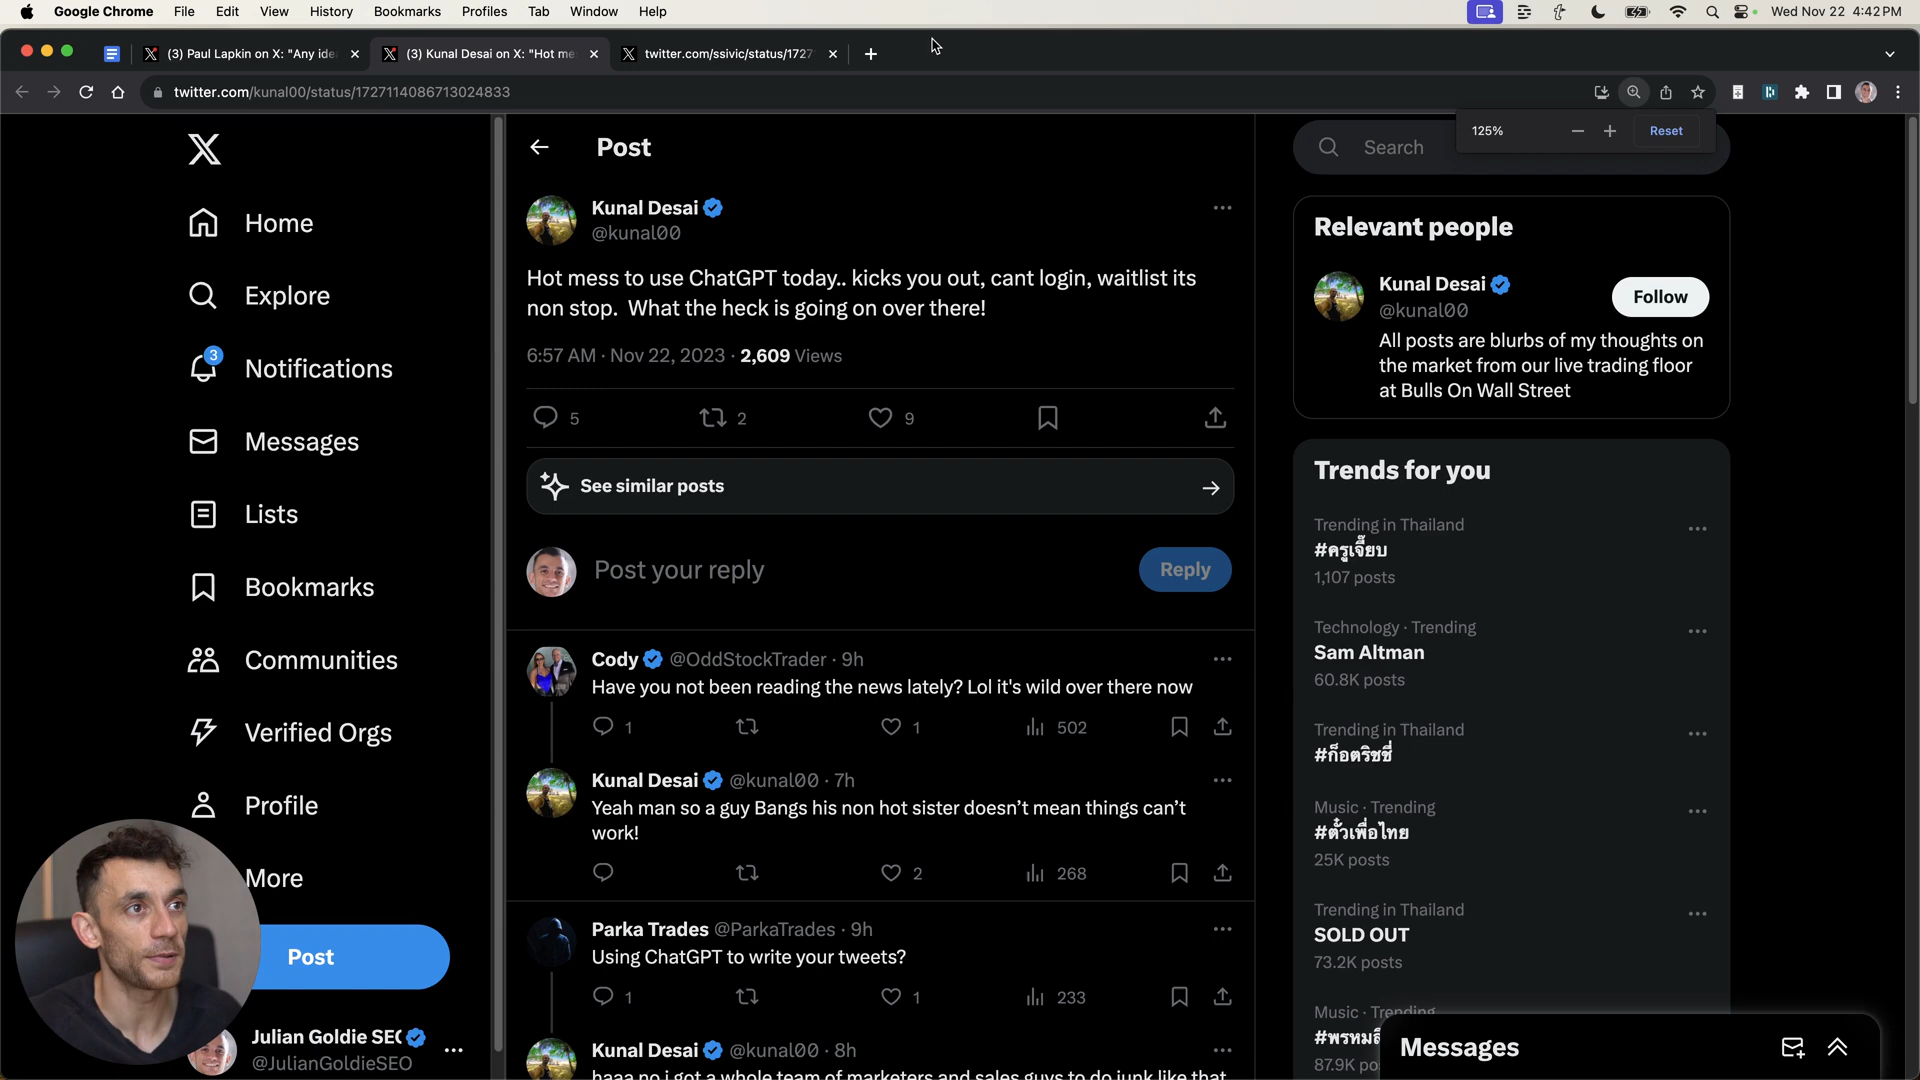 Google Chrome File Edit View History Bookmarks Profiles Tab Window Help Wed Nov 22 4:42 PM
(3) Paul Lapkin on X: "Any ide (3) Kunal Desai on X: "Hot me twitter.com/ssivic/status/1727
twitter.com/kunal00/status/1727114086713024833
125% Reset
Home
Explore
3
Notifications
Messages
Lists
Bookmarks
Communities
Verified Orgs
Profile
More
Post
Julian Goldie SE
@JulianGoldieSEO
Post
Kunal Desai
@kunal00
Hot mess to use ChatGPT today.. kicks you out, cant login, waitlist its
non stop. What the heck is going on over there!
6:57 AM · Nov 22, 2023 · 2,609 Views
5 2 9
See similar posts
Post your reply
Reply
Cody @OddStockTrader · 9h
Have you not been reading the news lately? Lol it's wild over there now
1 1 502
Kunal Desai @kunal00 · 7h
Yeah man so a guy Bangs his non hot sister doesn’t mean things can’t
work!
2 268
Parka Trades @ParkaTrades · 9h
Using ChatGPT to write your tweets?
1 1 233
Kunal Desai @kunal00 · 8h
haaa no i got a whole team of marketers and sales guys to do junk like that
Search
Relevant people
Kunal Desai
@kunal00
Follow
All posts are blurbs of my thoughts on
the market from our live trading floor
at Bulls On Wall Street
Trends for you
Trending in Thailand
#ครูเจี๊ยบ
1,107 posts
Technology · Trending
Sam Altman
60.8K posts
Trending in Thailand
#ก็อตริชชี่
Music · Trending
#ตั๋วเพื่อไทย
25K posts
Trending in Thailand
SOLD OUT
73.2K posts
Music · Trending
87.9K po
Messages